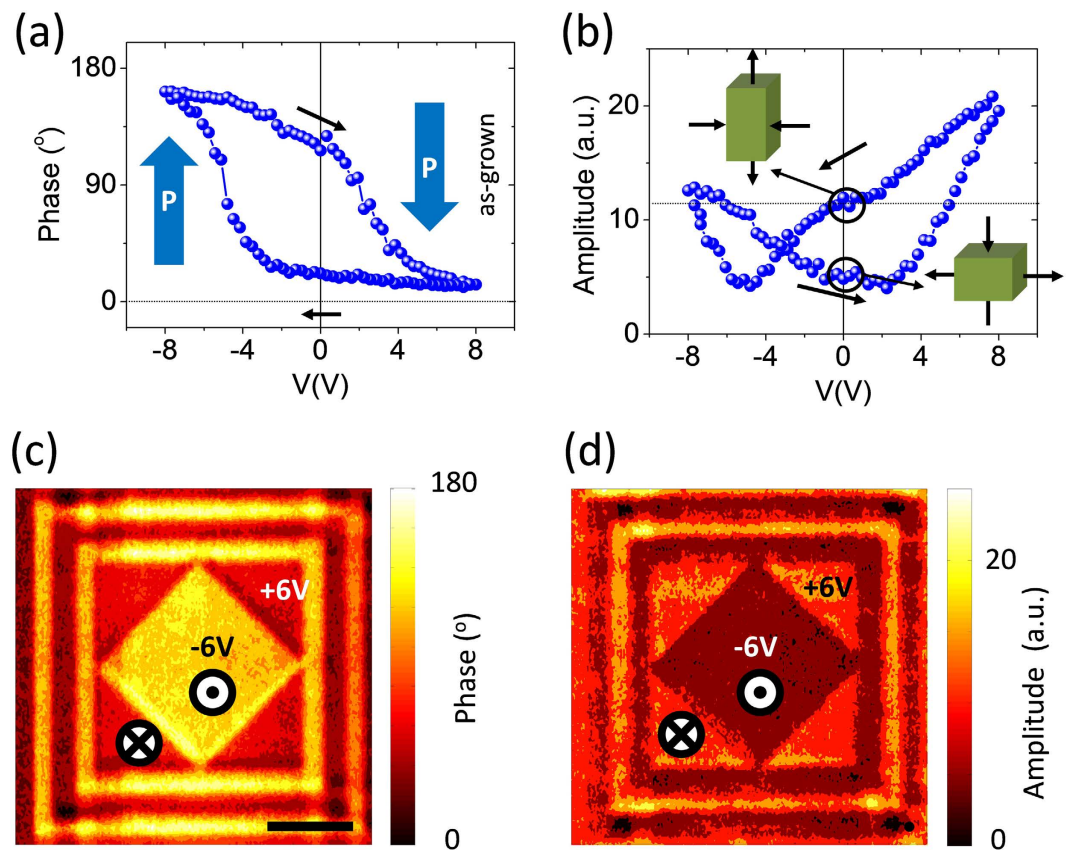 (a)
180
90
0
Phase (°)
P
P
as-grown
-8
-4
0
4
8
V(V)
(b)
20
10
0
Amplitude (a.u.)
-8
-4
0
4
8
V(V)
(c)
+6V
-6V
180
0
Phase (°)
(d)
+6V
-6V
20
0
Amplitude (a.u.)